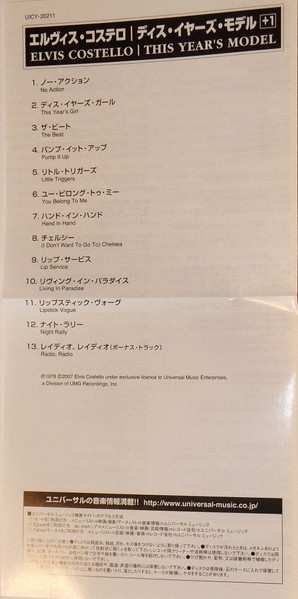 UICY-20211
エルヴィス・コステロ｜ディス・イヤーズ・モデル +1
ELVIS COSTELLO | THIS YEAR'S MODEL
1. ノー・アクション
No Action
2. ディス・イヤーズ・ガール
This Year's Girl
3. ザ・ビート
The Beat
4. パンプ・イット・アップ
Pump It Up
5. リトル・トリガーズ
Little Triggers
6. ユー・ビロング・トゥ・ミー
You Belong To Me
7. ハンド・イン・ハンド
Hand In Hand
8. チェルシー
(I Don't Want To Go To) Chelsea
9. リップ・サービス
Lip Service
10. リヴィング・イン・パラダイス
Living In Paradise
11. リップスティック・ヴォーグ
Lipstick Vogue
12. ナイト・ラリー
Night Rally
13. レイディオ, レイディオ (ボーナス・トラック)
Radio, Radio
℗1978 ©2007 Elvis Costello under exclusive licence to Universal Music Enterprises,
a Division of UMG Recordings, Inc.
ユニバーサルの音楽情報満載!! http://www.universal-music.co.jp/